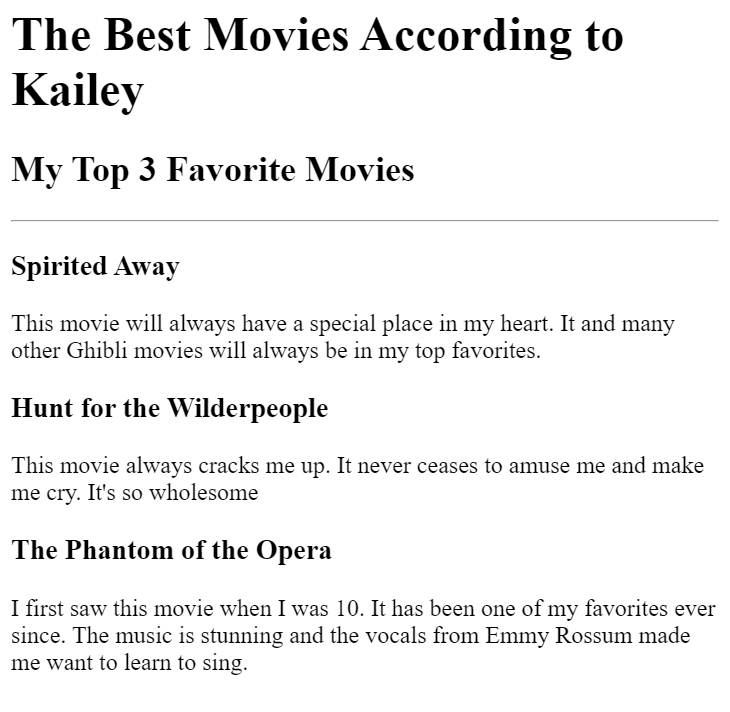 The Best Movies According to
Kailey
My Top 3 Favorite Movies
Spirited Away
This movie will always have a special place in my heart. It and many
other Ghibli movies will always be in my top favorites.
Hunt for the Wilderpeople
This movie always cracks me up. It never ceases to amuse me and make
me cry. It's so wholesome
The Phantom of the Opera
I first saw this movie when I was 10. It has been one of my favorites ever
since. The music is stunning and the vocals from Emmy Rossum made
me want to learn to sing.